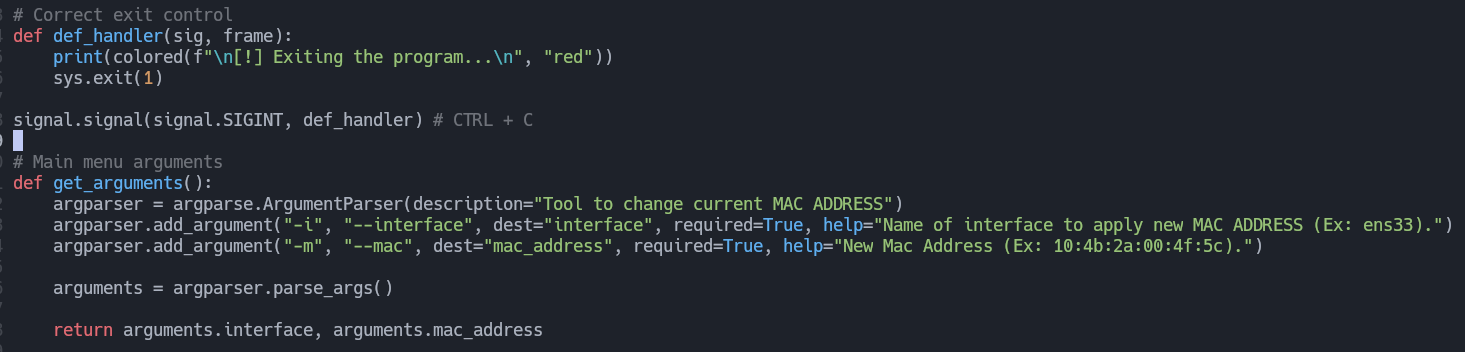 # Correct exit control
def def_handler(sig, frame):
    print(colored(f"\n[!] Exiting the program...\n", "red"))
    sys.exit(1)
signal.signal(signal.SIGINT, def_handler) # CTRL + C
# Main menu arguments
def get_arguments():
    argparser = argparse.ArgumentParser(description="Tool to change current MAC ADDRESS")
    argparser.add_argument("-i", "--interface", dest="interface", required=True, help="Name of interface to apply new MAC ADDRESS (Ex: ens33).")
    argparser.add_argument("-m", "--mac", dest="mac_address", required=True, help="New Mac Address (Ex: 10:4b:2a:00:4f:5c).")
    arguments = argparser.parse_args()
    return arguments.interface, arguments.mac_address